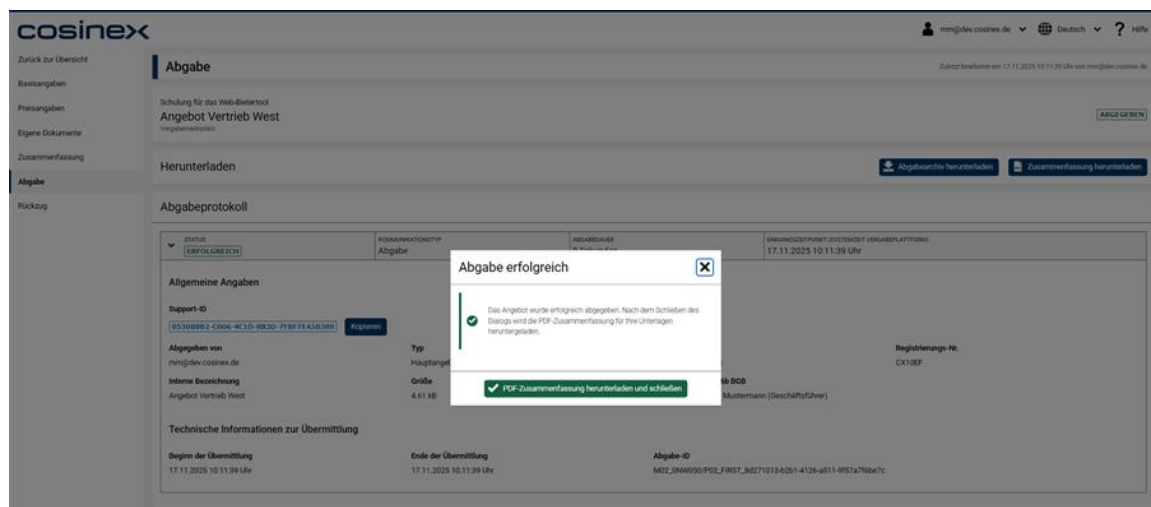 cosinex
mm@dev.cosinex.de
Deutsch
? Hilfe
Zurück zur Übersicht
Basisangaben
Preisangaben
Eigene Dokumente
Zusammenfassung
Abgabe
Rückzug
Abgabe
Zuletzt bearbeitet am 17.11.2025 10:11:39 Uhr von mm@dev.cosinex.de
Schulung für das Web-Bietertool
Angebot Vertrieb West
Vergabemarktplatz
ABGEGEBEN
Herunterladen
Abgabearchiv herunterladen
Zusammenfassung herunterladen
Abgabeprotokoll
STATUS
ERFOLGREICH
KOMMUNIKATIONSTYP
Abgabe
ABGABEDAUER
0 Sekunden
EINGANGSZEITPUNKT (SYSTEMZEIT VERGABEPLATTFORM)
17.11.2025 10:11:39 Uhr
Allgemeine Angaben
Support-ID
Kopieren
Abgegeben von
mm@dev.cosinex.de
Typ
Registrierungs-Nr.
CX10EF
Interne Bezeichnung
Angebot Vertrieb West
Größe
4.61 kB
BGB
Mustermann (Geschäftsführer)
Technische Informationen zur Übermittlung
Beginn der Übermittlung
17.11.2025 10:11:39 Uhr
Ende der Übermittlung
17.11.2025 10:11:39 Uhr
Abgabe-ID
Abgabe erfolgreich
Das Angebot wurde erfolgreich abgegeben. Nach dem Schließen des
Dialogs wird die PDF-Zusammenfassung für Ihre Unterlagen
heruntergeladen.
PDF-Zusammenfassung herunterladen und schließen